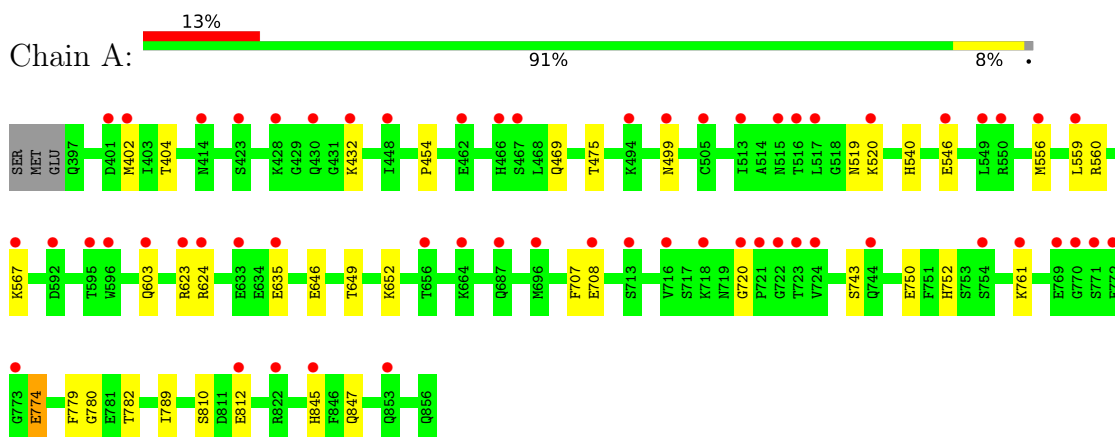 13%
Chain A:
91% 8% •
SER MET GLU Q397 D401 M402 I403 T404 N414 S423 K428 G429 Q430 G431 K432 I448 P454 E462 H466 S467 L468 Q469 T475 K494 N499 C505 I513 A514 N515 T516 L517 G518 N519 K520 H540 E546 L549 R550 M556 L559 R560
K567 D592 T595 W596 Q603 R623 R624 E633 E634 E635 E646 T649 K652 T656 K664 Q687 M696 F707 E708 S713 V716 S717 K718 N719 G720 P721 G722 T723 V724 S743 Q744 E750 F751 H752 S753 S754 K761 E769 G770 S771
G773 E774 F779 G780 E781 T782 I789 S810 D811 E812 R822 H845 F846 Q847 Q853 Q856